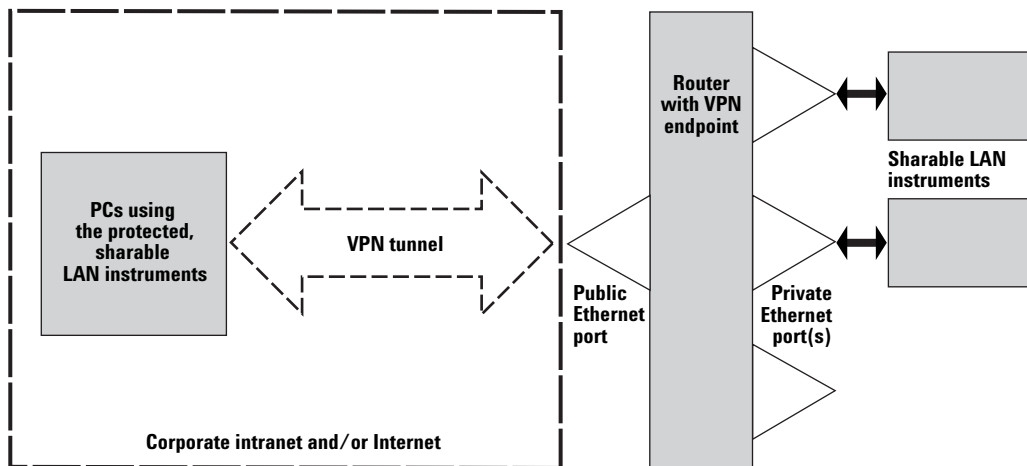 PCs using
the protected,
sharable
LAN instruments
VPN tunnel
Corporate intranet and/or Internet
Public
Ethernet
port
Router
with VPN
endpoint
Private
Ethernet
port(s)
Sharable LAN
instruments